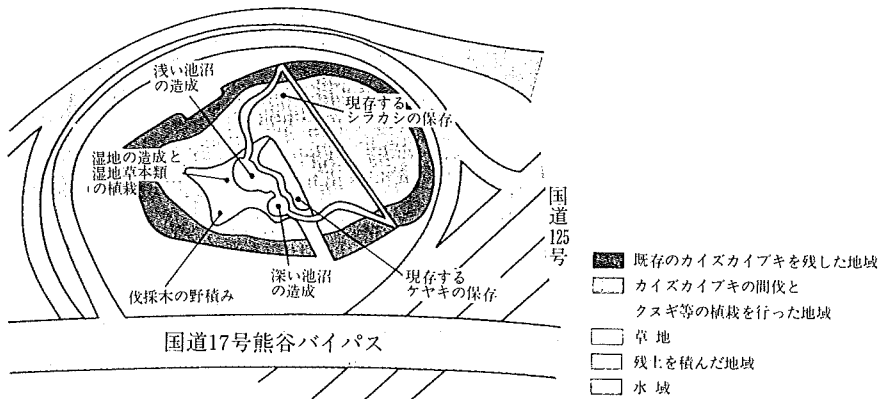 浅い池沼
の造成
現存する
シラカシの保存
湿地の造成と
湿地草本類
の植栽
伐採木の野積み
深い池沼
の造成
現存する
ケヤキの保存
国道125号
国道17号熊谷バイパス
既存のカイズカイブキを残した地域
カイズカイブキの間伐と
クヌギ等の植栽を行った地域
草地
残土を積んだ地域
水域